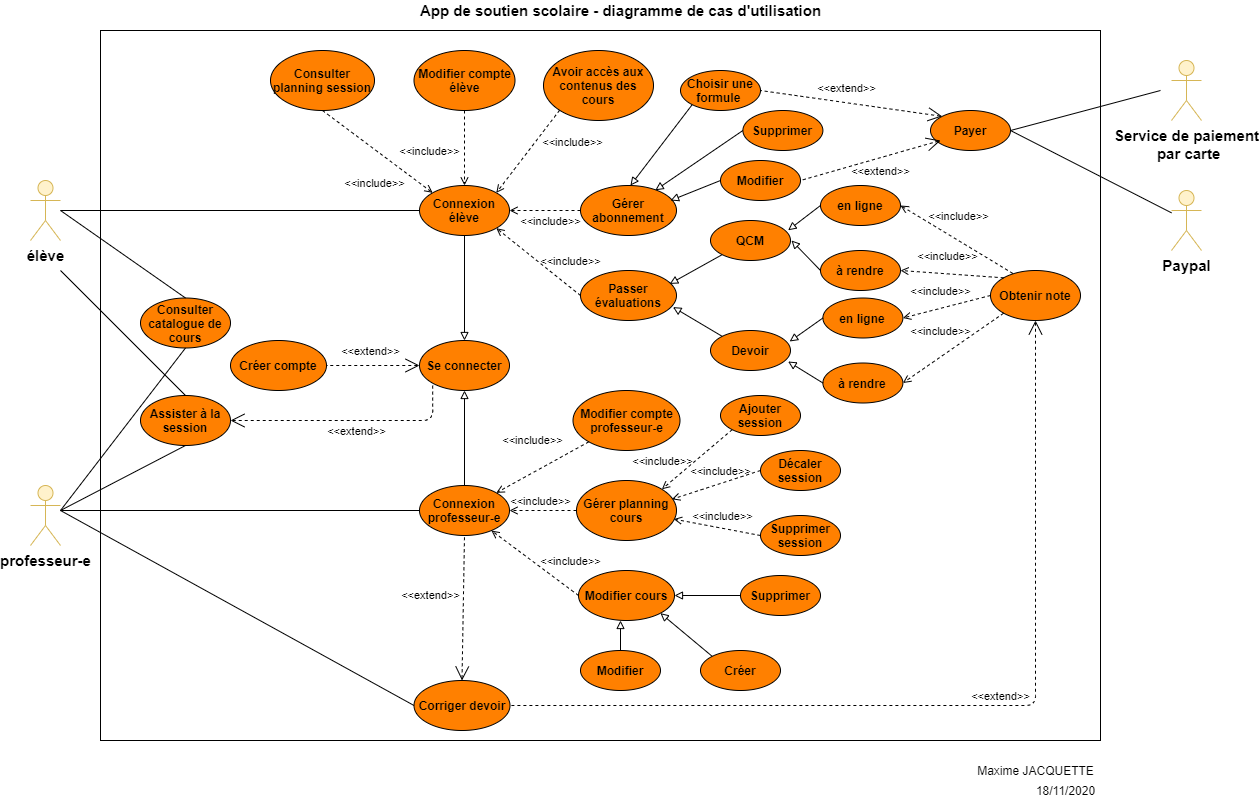 App de soutien scolaire - diagramme de cas d'utilisation
Consulter
planning session
Modifier compte
élève
Avoir accès aux
contenus des
cours
Choisir une
formule
<<extend>>
Payer
Supprimer
Service de paiement
par carte
<<include>>
<<include>>
<<include>>
<<extend>>
Modifier
Connexion
élève
Gérer
abonnement
<<include>>
en ligne
<<include>>
élève
QCM
<<include>>
<<include>>
à rendre
Paypal
Passer
évaluations
<<include>>
Obtenir note
Consulter
catalogue de
cours
en ligne
<<include>>
Devoir
<<extend>>
Créer compte
Se connecter
à rendre
Assister à la
session
<<extend>>
Modifier compte
professeur-e
Ajouter
session
<<include>>
<<include>>
<<include>>
Décaler
session
Connexion
professeur-e
<<include>>
Gérer planning
cours
<<include>>
Supprimer
session
professeur-e
<<include>>
<<extend>>
Modifier cours
Supprimer
Modifier
Créer
Corriger devoir
<<extend>>
Maxime JACQUETTE
18/11/2020